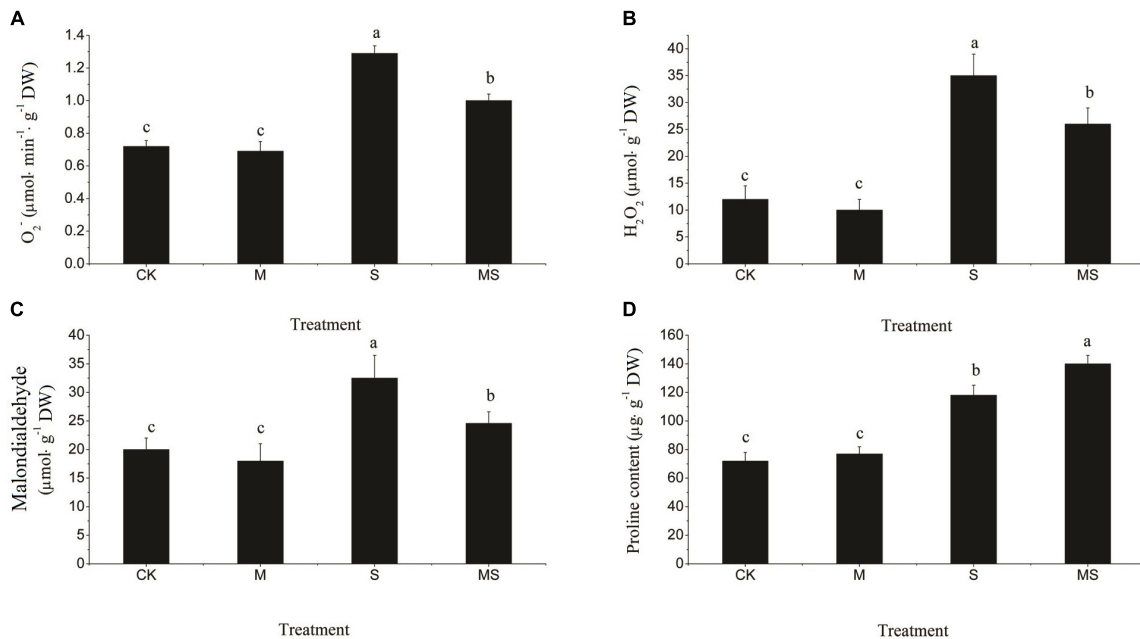 A
O₂⁻ (µmol· min⁻¹· g⁻¹ DW)
1.4
1.2
1.0
0.8
0.6
0.4
0.2
0.0
c
c
a
b
CK
M
S
MS
Treatment
B
H₂O₂ (µmol· g⁻¹ DW)
40
35
30
25
20
15
10
5
0
c
c
a
b
CK
M
S
MS
Treatment
C
Malondialdehyde
(µmol· g⁻¹ DW)
40
35
30
25
20
15
10
5
0
c
c
a
b
CK
M
S
MS
Treatment
D
Proline content (µg· g⁻¹ DW)
160
140
120
100
80
60
40
20
0
c
c
b
a
CK
M
S
MS
Treatment